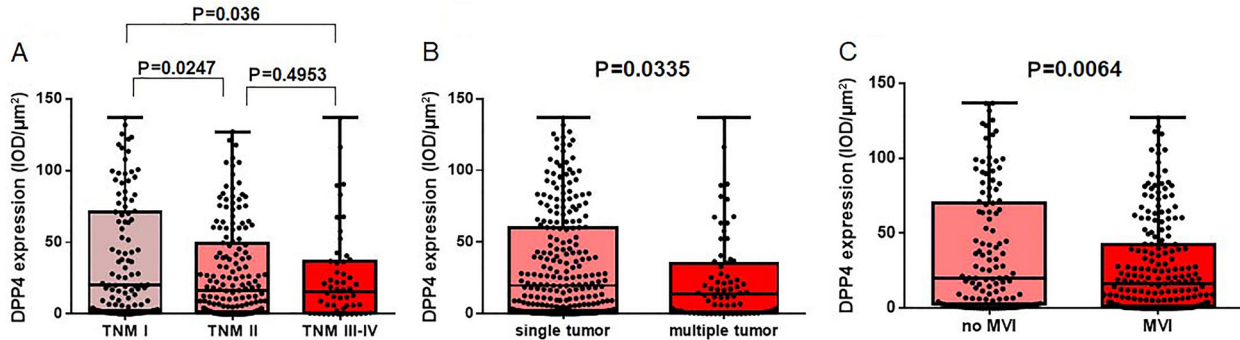 A
P=0.036
P=0.0247
P=0.4953
DPP4 expression (IOD/µm²)
150
100
50
0
TNM I
TNM II
TNM III-IV
B
P=0.0335
DPP4 expression (IOD/µm²)
150
100
50
0
single tumor
multiple tumor
C
P=0.0064
DPP4 expression (IOD/µm²)
150
100
50
0
no MVI
MVI